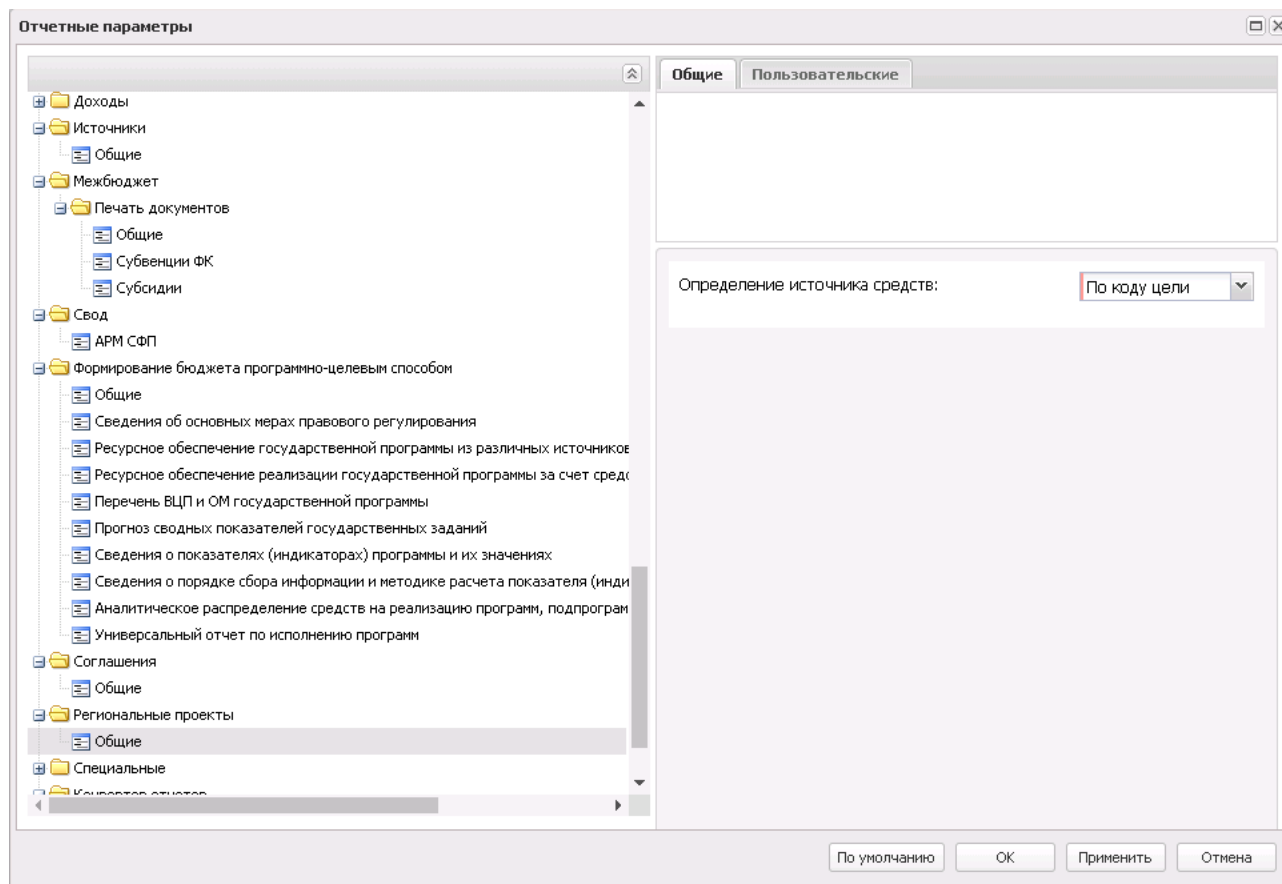 Отчетные параметры
Доходы
Источники
Общие
Межбюджет
Печать документов
Общие
Субвенции ФК
Субсидии
Свод
АРМ СФП
Формирование бюджета программно-целевым способом
Общие
Сведения об основных мерах правового регулирования
Ресурсное обеспечение государственной программы из различных источников
Ресурсное обеспечение реализации государственной программы за счет средс
Перечень ВЦП и ОМ государственной программы
Прогноз сводных показателей государственных заданий
Сведения о показателях (индикаторах) программы и их значениях
Сведения о порядке сбора информации и методике расчета показателя (инди
Аналитическое распределение средств на реализацию программ, подпрограм
Универсальный отчет по исполнению программ
Соглашения
Общие
Региональные проекты
Общие
Специальные
Конвертор отчетов
Общие Пользовательские
Определение источника средств: По коду цели
По умолчанию ОК Применить Отмена